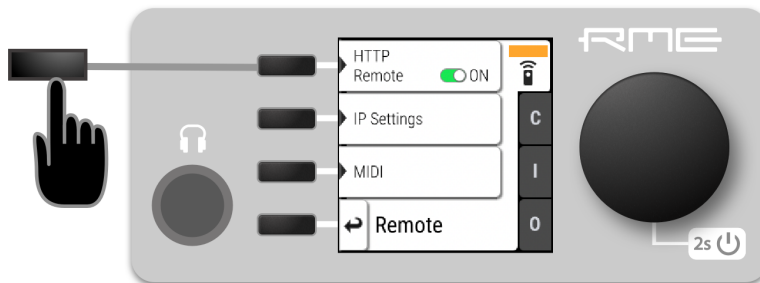 RME
HTTP
Remote ON
IP Settings
C
MIDI
I
Remote
O
2s